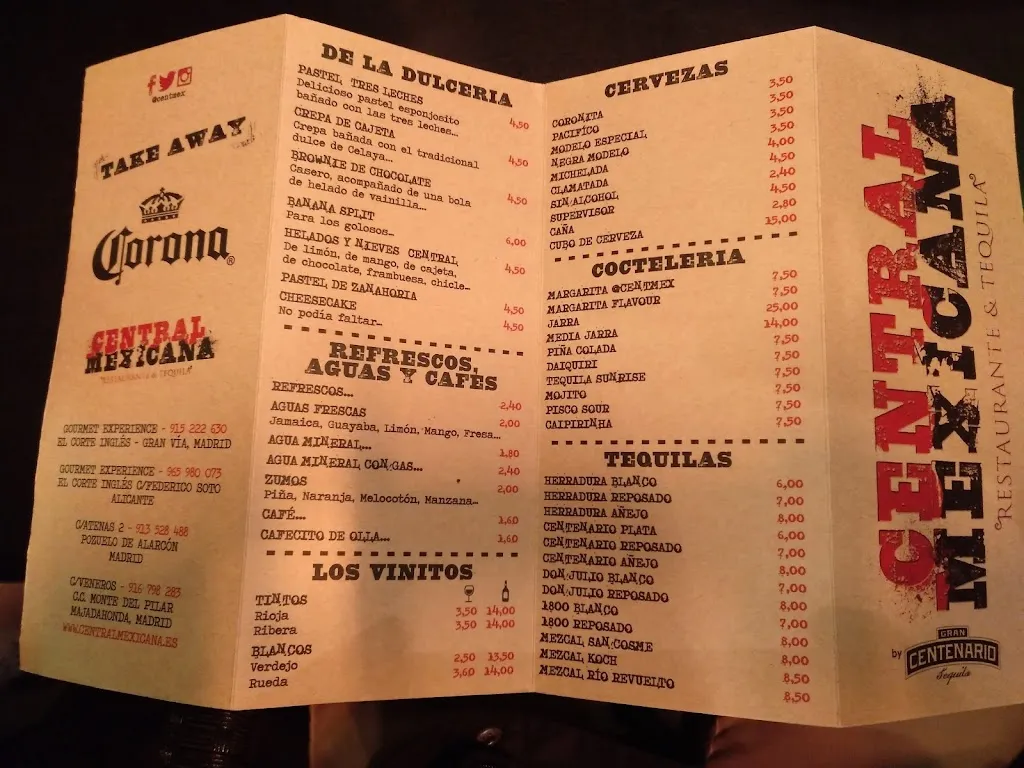 @centmex
TAKE AWAY
Corona®
CENTRAL
MEXICANA
RESTAURANTE & TEQUILA
GOURMET EXPERIENCE - 915 222 630
EL CORTE INGLÉS - GRAN VÍA, MADRID
GOURMET EXPERIENCE - 965 980 073
EL CORTE INGLÉS C/FEDERICO SOTO
ALICANTE
C/ATENAS 2 - 913 528 488
POZUELO DE ALARCÓN
MADRID
C/VENEROS - 916 798 283
C.C. MONTE DEL PILAR
MAJADAHONDA, MADRID
WWW.CENTRALMEXICANA.ES
DE LA DULCERIA
PASTEL TRES LECHES
Delicioso pastel esponjosito
bañado con las tres leches... 4,50
CREPA DE CAJETA
Crepa bañada con el tradicional
dulce de Celaya... 4,50
BROWNIE DE CHOCOLATE
Casero, acompañado de una bola
de helado de vainilla... 4,50
BANANA SPLIT
Para los golosos... 6,00
HELADOS Y NIEVES CENTRAL
De limón, de mango, de cajeta,
de chocolate, frambuesa, chicle... 4,50
PASTEL DE ZANAHORIA 4,50
CHEESECAKE
No podía faltar... 4,50
REFRESCOS,
AGUAS Y CAFÉS
REFRESCOS... 2,40
AGUAS FRESCAS 2,00
Jamaica, Guayaba, Limón, Mango, Fresa...
AGUA MINERAL... 1,80
AGUA MINERAL CON GAS... 2,40
ZUMOS 2,00
Piña, Naranja, Melocotón, Manzana...
CAFÉ... 1,60
CAFECITO DE OLLA... 1,60
LOS VINITOS
TINTOS
Rioja 3,50 14,00
Ribera 3,50 14,00
BLANCOS
Verdejo 2,50 13,50
Rueda 3,60 14,00
CERVEZAS
CORONITA 3,50
PACIFÍCO 3,50
MODELO ESPECIAL 3,50
NEGRA MODELO 4,00
MICHELADA 4,50
CLAMATADA 2,40
SIN ALCOHOL 4,50
SUPERVISOR 2,80
CAÑA 15,00
CUBO DE CERVEZA
COCTELERIA
MARGARITA @CENTMEX 7,50
MARGARITA FLAVOUR 7,50
JARRA 25,00
MEDIA JARRA 14,00
PIÑA COLADA 7,50
DAIQUIRI 7,50
TEQUILA SUNRISE 7,50
MOJITO 7,50
PISCO SOUR 7,50
CAIPIRINHA 7,50
TEQUILAS
HERRADURA BLANCO 6,00
HERRADURA REPOSADO 7,00
HERRADURA AÑEJO 8,00
CENTENARIO PLATA 6,00
CENTENARIO REPOSADO 7,00
CENTENARIO AÑEJO 8,00
DON JULIO BLANCO 7,00
DON JULIO REPOSADO 8,00
1800 BLANCO 7,00
1800 REPOSADO 8,00
MEZCAL SAN COSME 8,00
MEZCAL KOCH 8,50
MEZCAL RÍO REVUELTO 8,50
CENTRAL
MEXICANA
RESTAURANTE & TEQUILA
by GRAN
CENTENARIO
Tequila